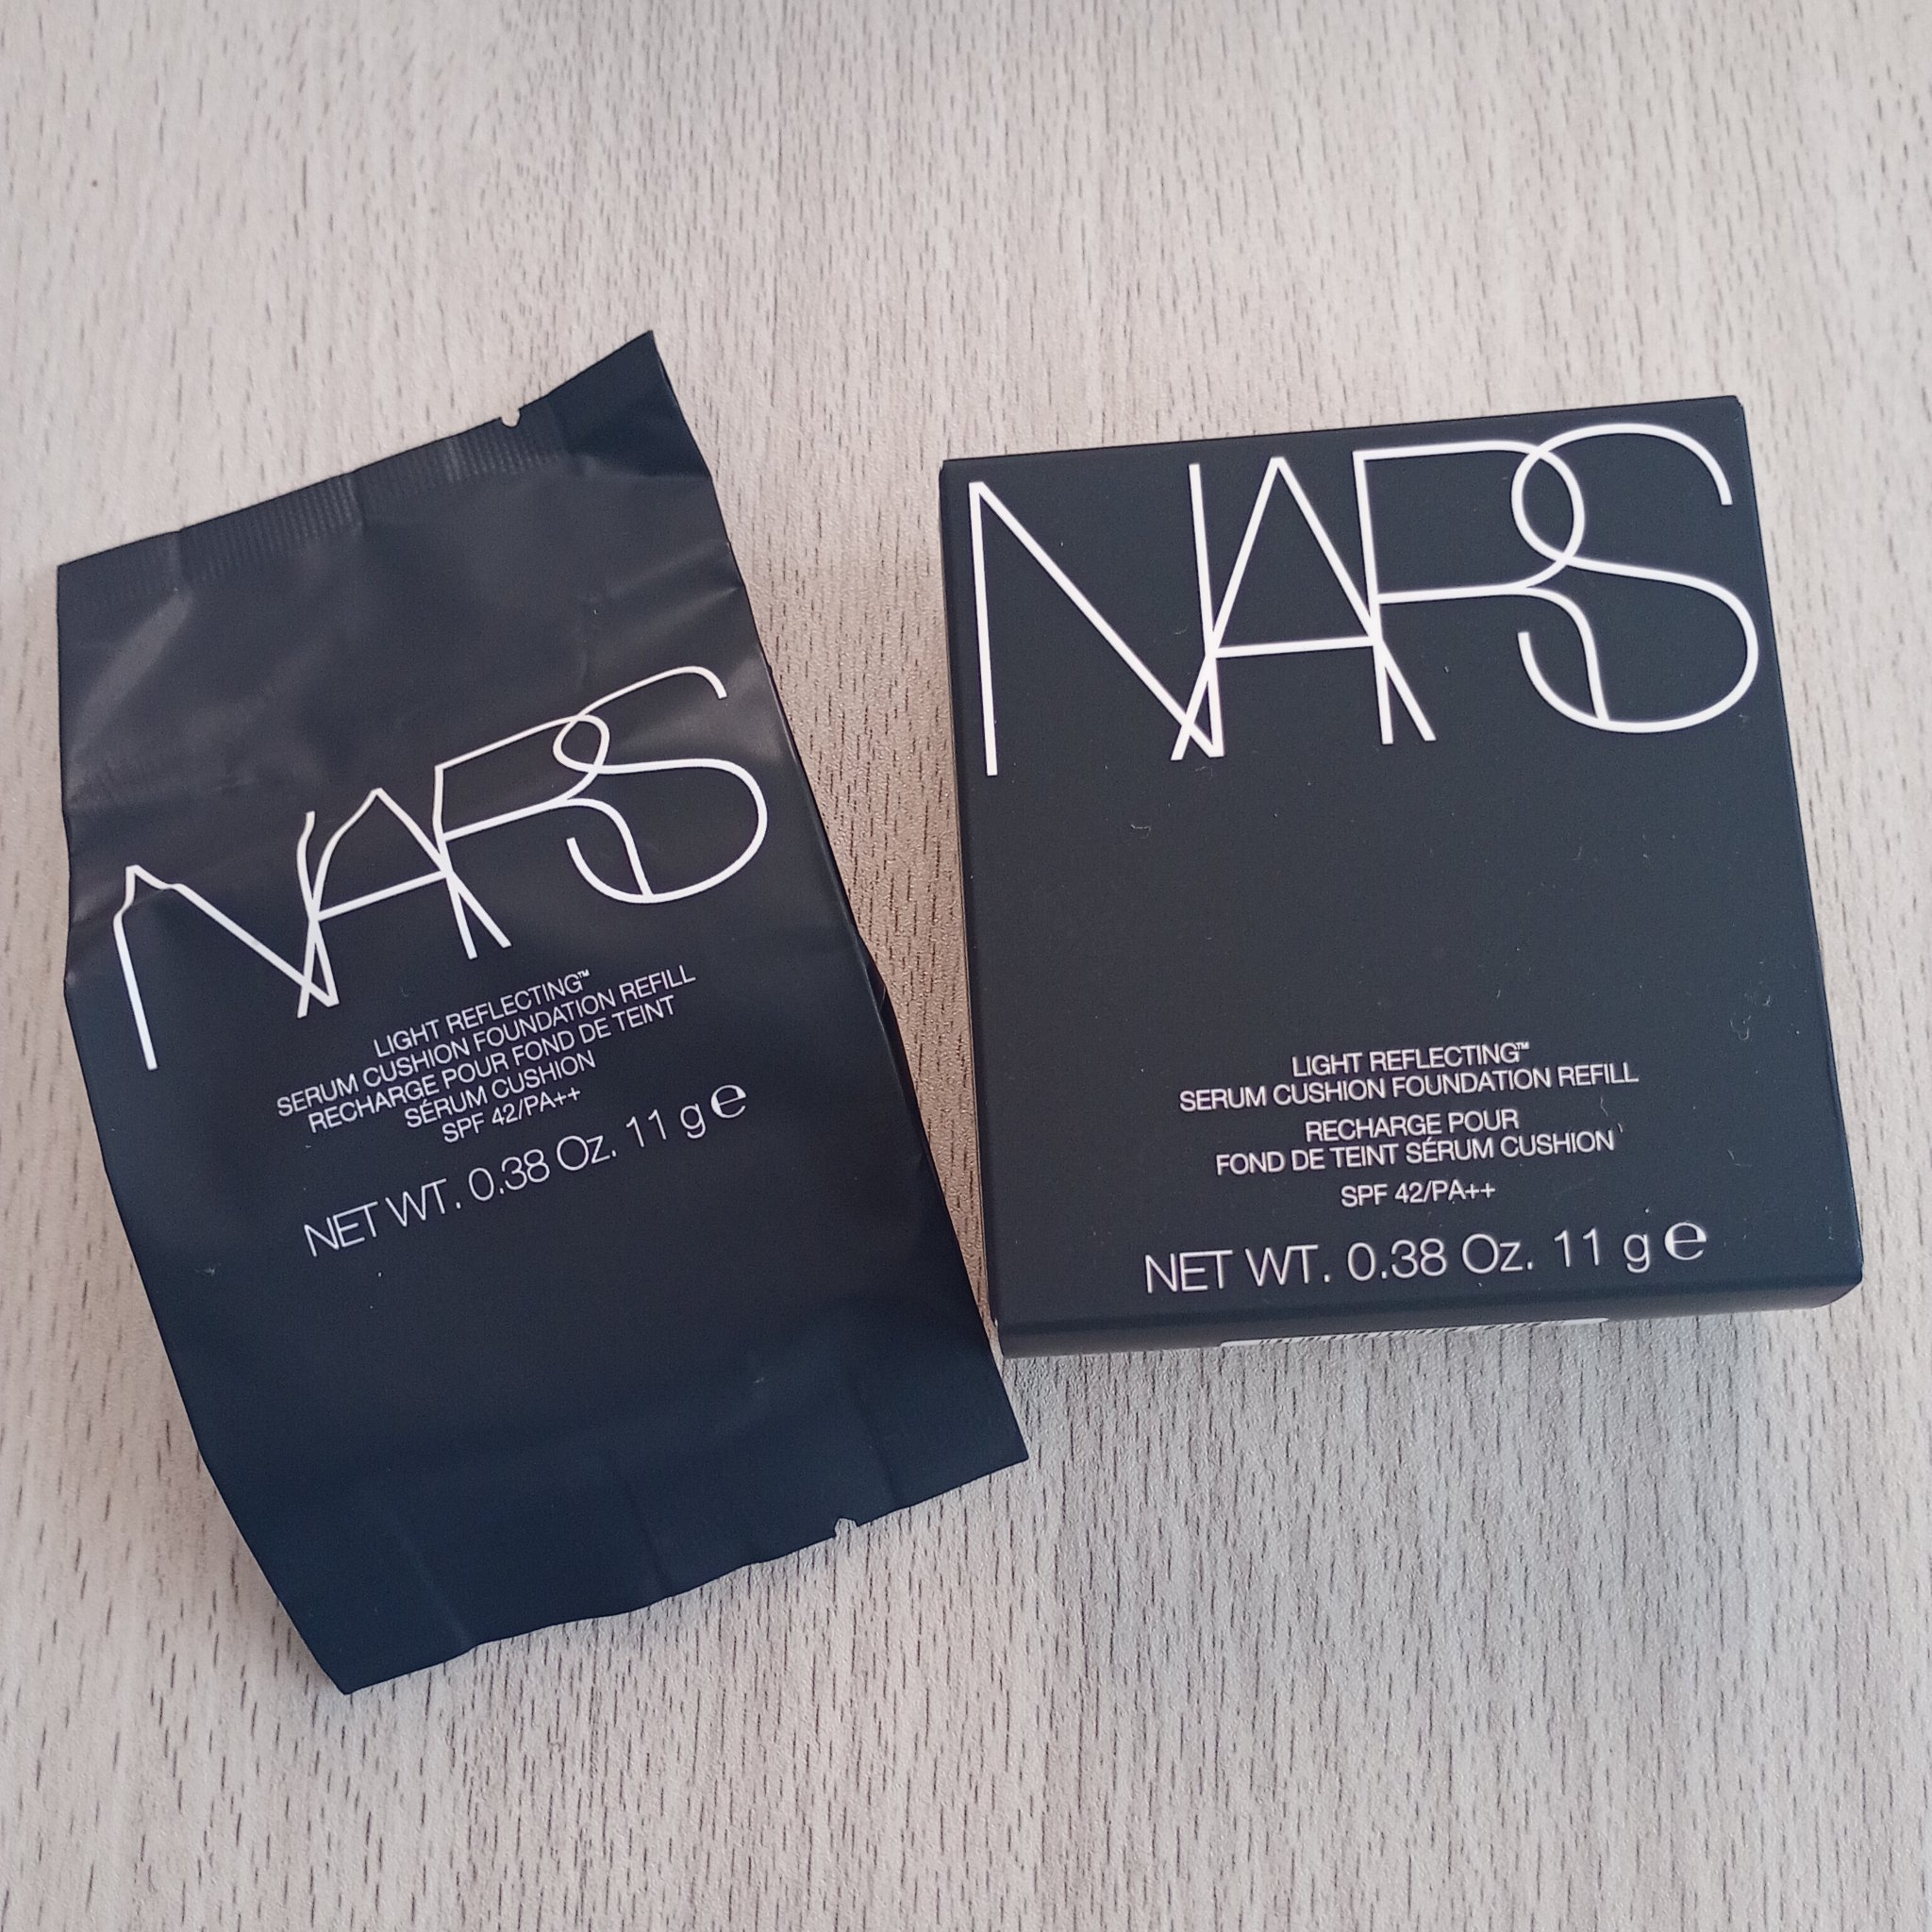 NARS
LIGHT REFLECTING™
SERUM CUSHION FOUNDATION REFILL
RECHARGE POUR FOND DE TEINT
SÉRUM CUSHION
SPF 42/PA++
NET WT. 0.38 Oz. 11 g ℮
NARS
LIGHT REFLECTING™
SERUM CUSHION FOUNDATION REFILL
RECHARGE POUR
FOND DE TEINT SÉRUM CUSHION
SPF 42/PA++
NET WT. 0.38 Oz. 11 g ℮